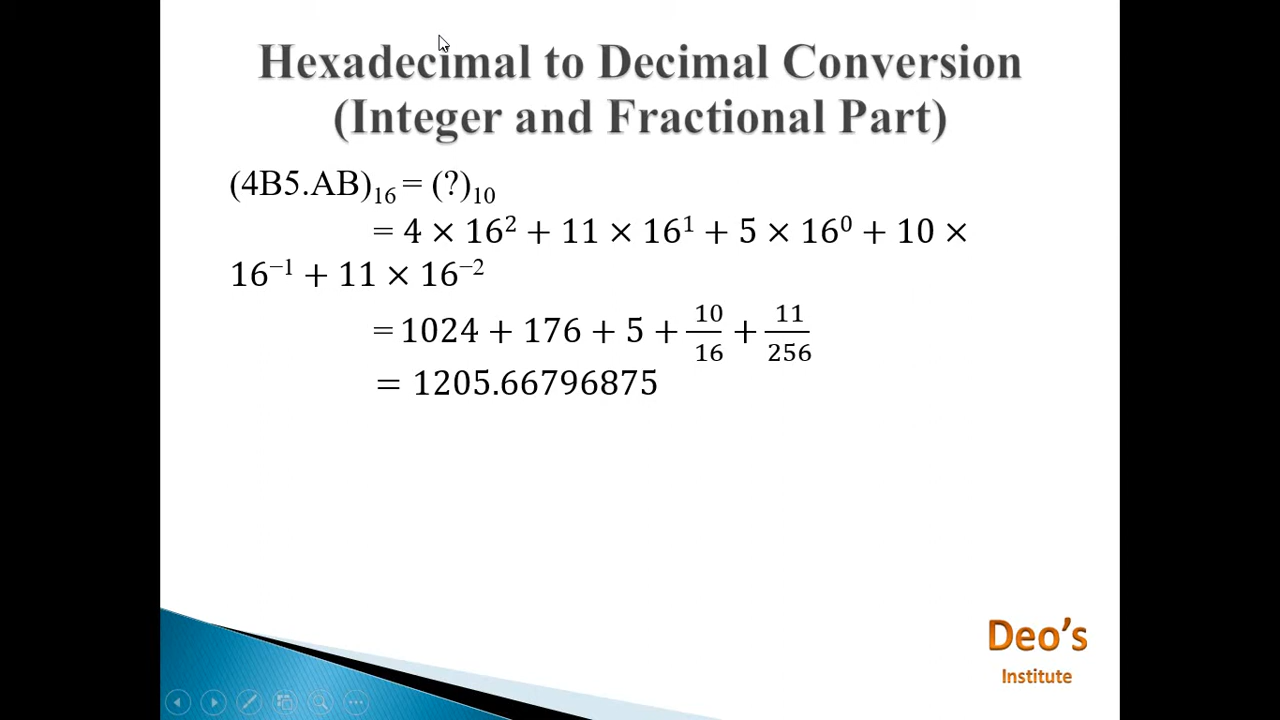 Hexadecimal to Decimal Conversion
(Integer and Fractional Part)
(4B5.AB)₁₆ = (?)₁₀
= 4 × 16² + 11 × 16¹ + 5 × 16⁰ + 10 ×
16⁻¹ + 11 × 16⁻²
= 1024 + 176 + 5 + 10/16 + 11/256
= 1205.66796875
Deo's
Institute